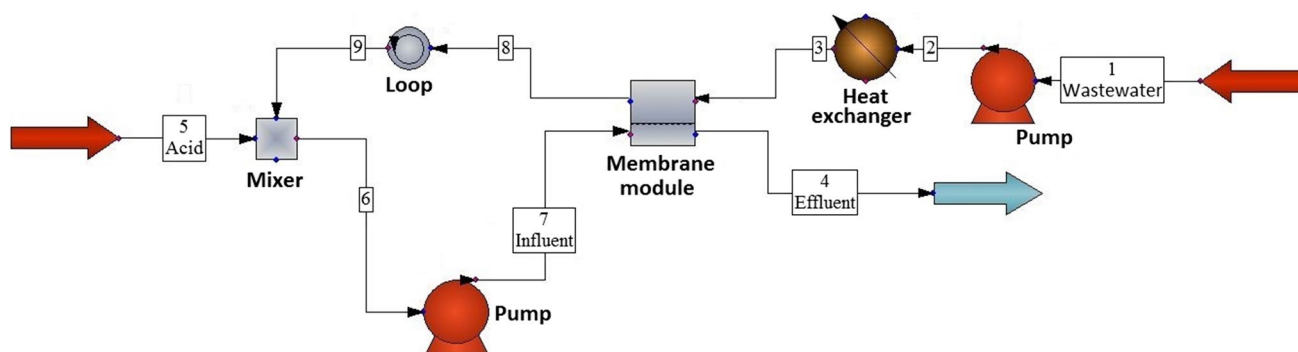 9
8
3
2
1
Wastewater
Loop
Heat
exchanger
Pump
5
Acid
Mixer
Membrane
module
4
Effluent
6
7
Influent
Pump